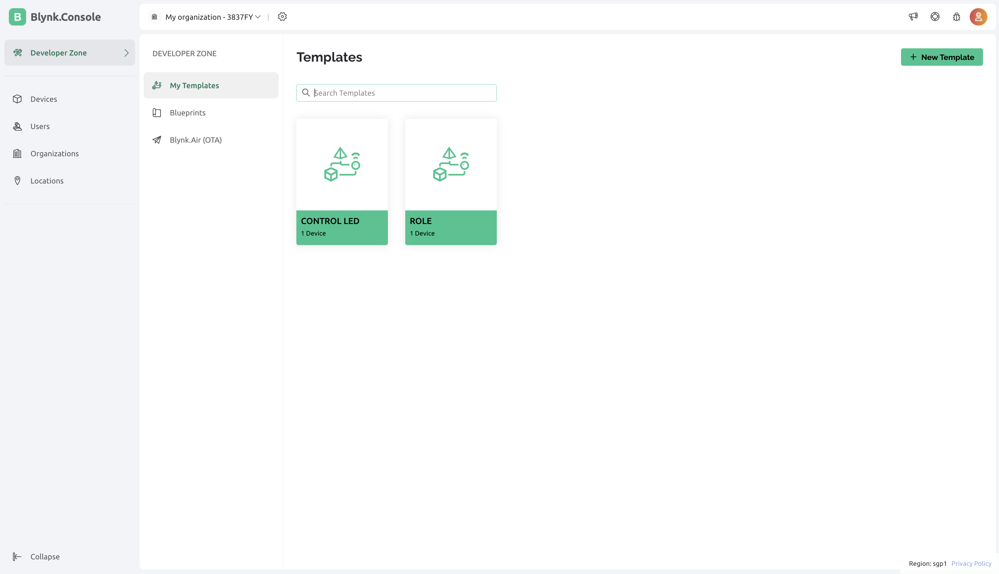 B Blynk.Console
My organization - 3837FY |
Developer Zone
Devices
Users
Organizations
Locations
Collapse
DEVELOPER ZONE
My Templates
Blueprints
Blynk.Air (OTA)
Templates
+ New Template
Search Templates
CONTROL LED
1 Device
ROLE
1 Device
Region: sgp1 Privacy Policy